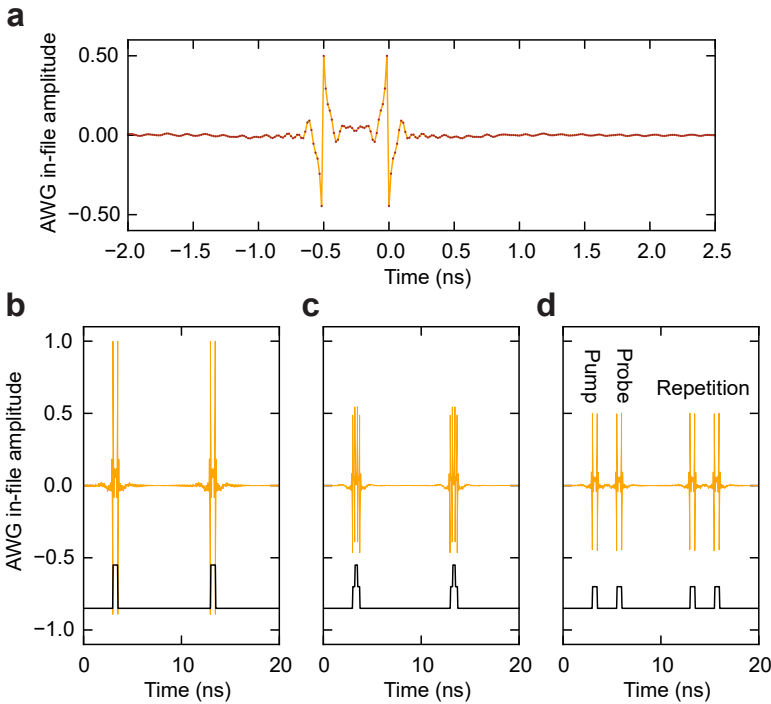 a
AWG in-file amplitude
0.50
0.00
−0.50
−2.0 −1.5 −1.0 −0.5 0.0 0.5 1.0 1.5 2.0 2.5
Time (ns)
b
c
d
AWG in-file amplitude
1.0
0.5
0.0
−0.5
−1.0
Pump
Probe
Repetition
0 10 20
0 10 20
0 10 20
Time (ns)
Time (ns)
Time (ns)